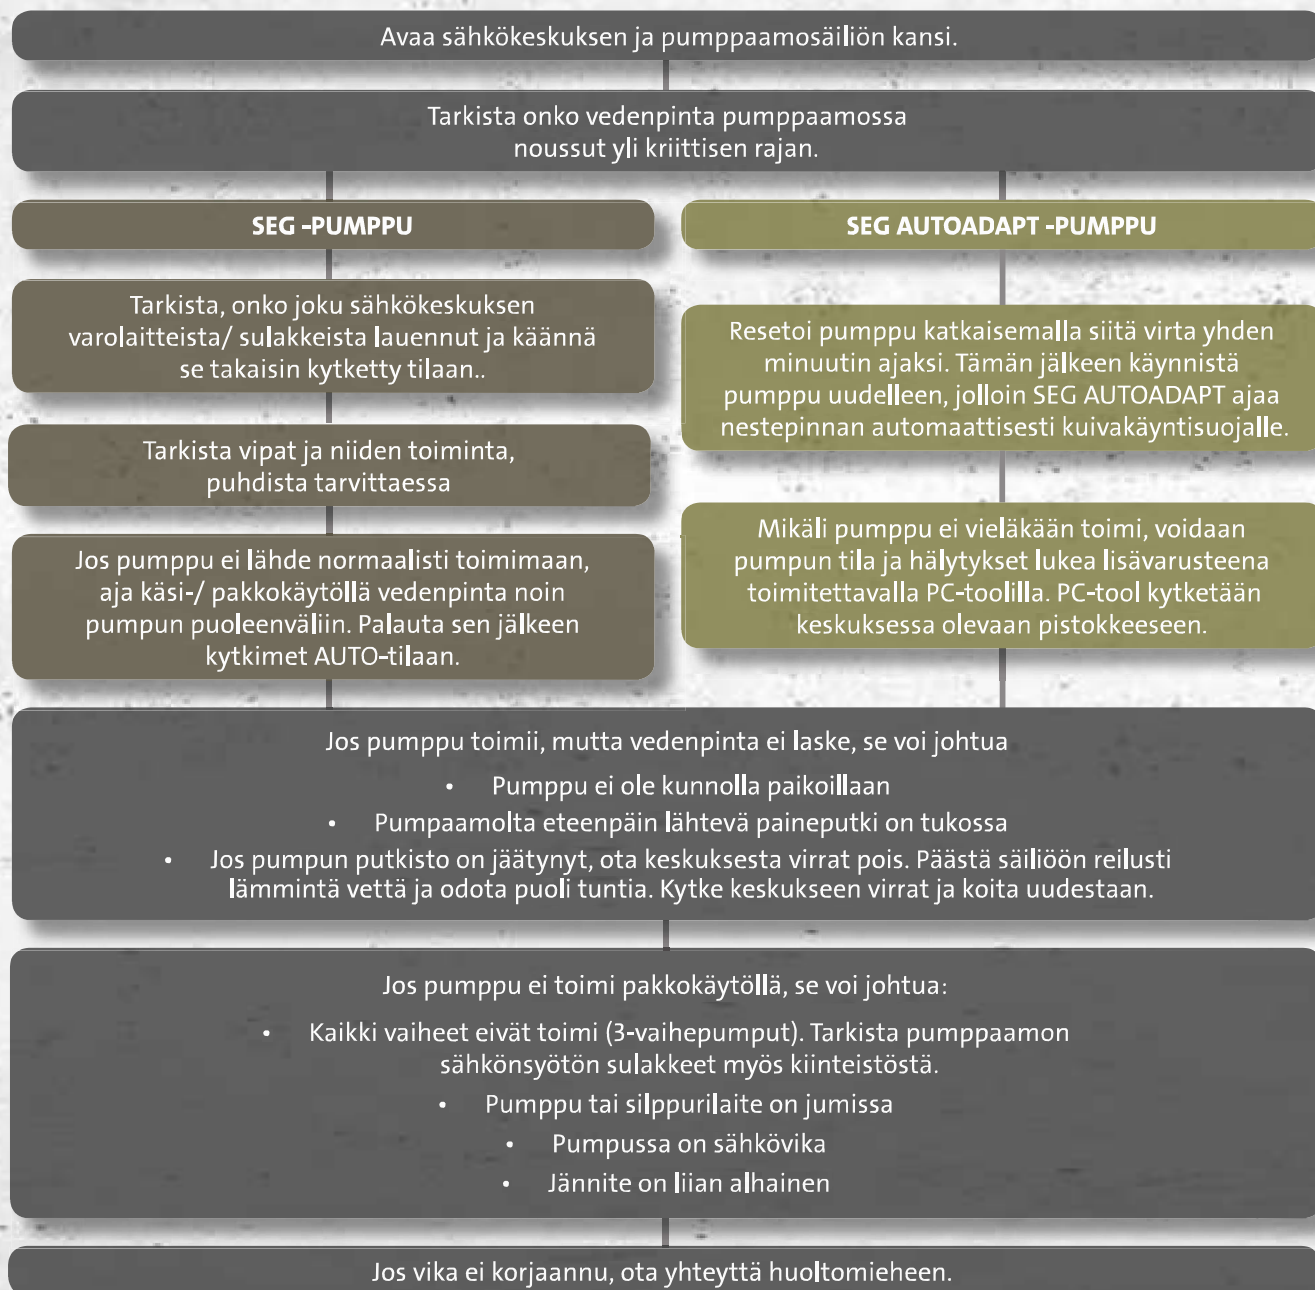 Avaa sähkökeskuksen ja pumppaamosäiliön kansi.
Tarkista onko vedenpinta pumppaamossa
noussut yli kriittisen rajan.
SEG -PUMPPU
Tarkista, onko joku sähkökeskuksen
varolaitteista/ sulakkeista lauennut ja käännä
se takaisin kytketty tilaan..
Tarkista vipat ja niiden toiminta,
puhdista tarvittaessa
Jos pumppu ei lähde normaalisti toimimaan,
aja käsi-/ pakkokäytöllä vedenpinta noin
pumpun puoleenväliin. Palauta sen jälkeen
kytkimet AUTO-tilaan.
SEG AUTOADAPT -PUMPPU
Resetoi pumppu katkaisemalla siitä virta yhden
minuutin ajaksi. Tämän jälkeen käynnistä
pumppu uudelleen, jolloin SEG AUTOADAPT ajaa
nestepinnan automaattisesti kuivakäyntisuojalle.
Mikäli pumppu ei vieläkään toimi, voidaan
pumpun tila ja hälytykset lukea lisävarusteena
toimitettavalla PC-toolilla. PC-tool kytketään
keskuksessa olevaan pistokkeeseen.
Jos pumppu toimii, mutta vedenpinta ei laske, se voi johtua
• Pumppu ei ole kunnolla paikoillaan
• Pumpaamolta eteenpäin lähtevä paineputki on tukossa
• Jos pumpun putkisto on jäätynyt, ota keskuksesta virrat pois. Päästä säiliöön reilusti
lämmintä vettä ja odota puoli tuntia. Kytke keskukseen virrat ja koita uudestaan.
Jos pumppu ei toimi pakkokäytöllä, se voi johtua:
• Kaikki vaiheet eivät toimi (3-vaihepumput). Tarkista pumppaamon
sähkönsyötön sulakkeet myös kiinteistöstä.
• Pumppu tai silppurilaite on jumissa
• Pumpussa on sähkövika
• Jännite on liian alhainen
Jos vika ei korjaannu, ota yhteyttä huoltomieheen.